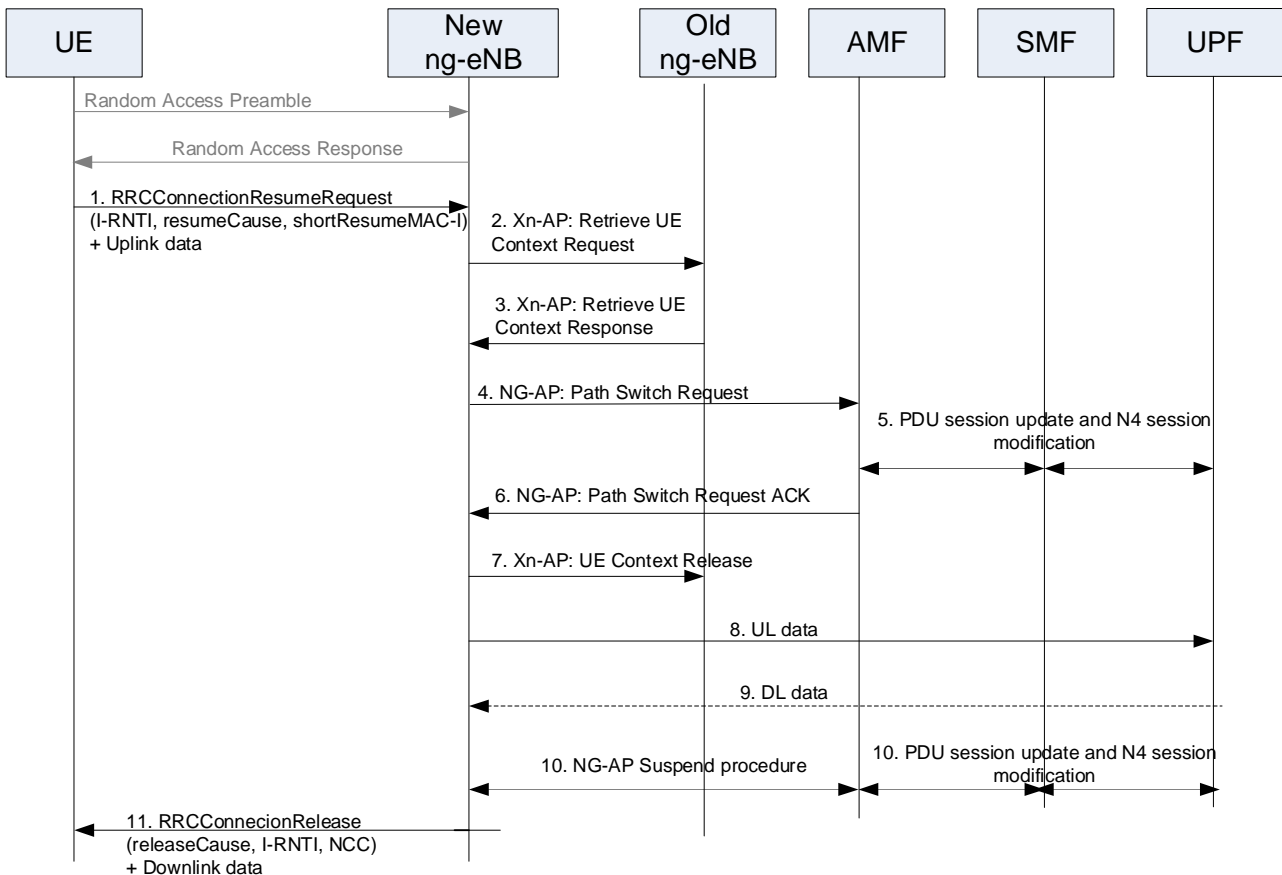 UE
New
ng-eNB
Old
ng-eNB
AMF
SMF
UPF
Random Access Preamble
Random Access Response
1. RRCConnectionResumeRequest
(I-RNTI, resumeCause, shortResumeMAC-I)
+ Uplink data
2. Xn-AP: Retrieve UE
Context Request
3. Xn-AP: Retrieve UE
Context Response
4. NG-AP: Path Switch Request
5. PDU session update and N4 session
modification
6. NG-AP: Path Switch Request ACK
7. Xn-AP: UE Context Release
8. UL data
9. DL data
10. NG-AP Suspend procedure
10. PDU session update and N4 session
modification
11. RRCConnecionRelease
(releaseCause, I-RNTI, NCC)
+ Downlink data